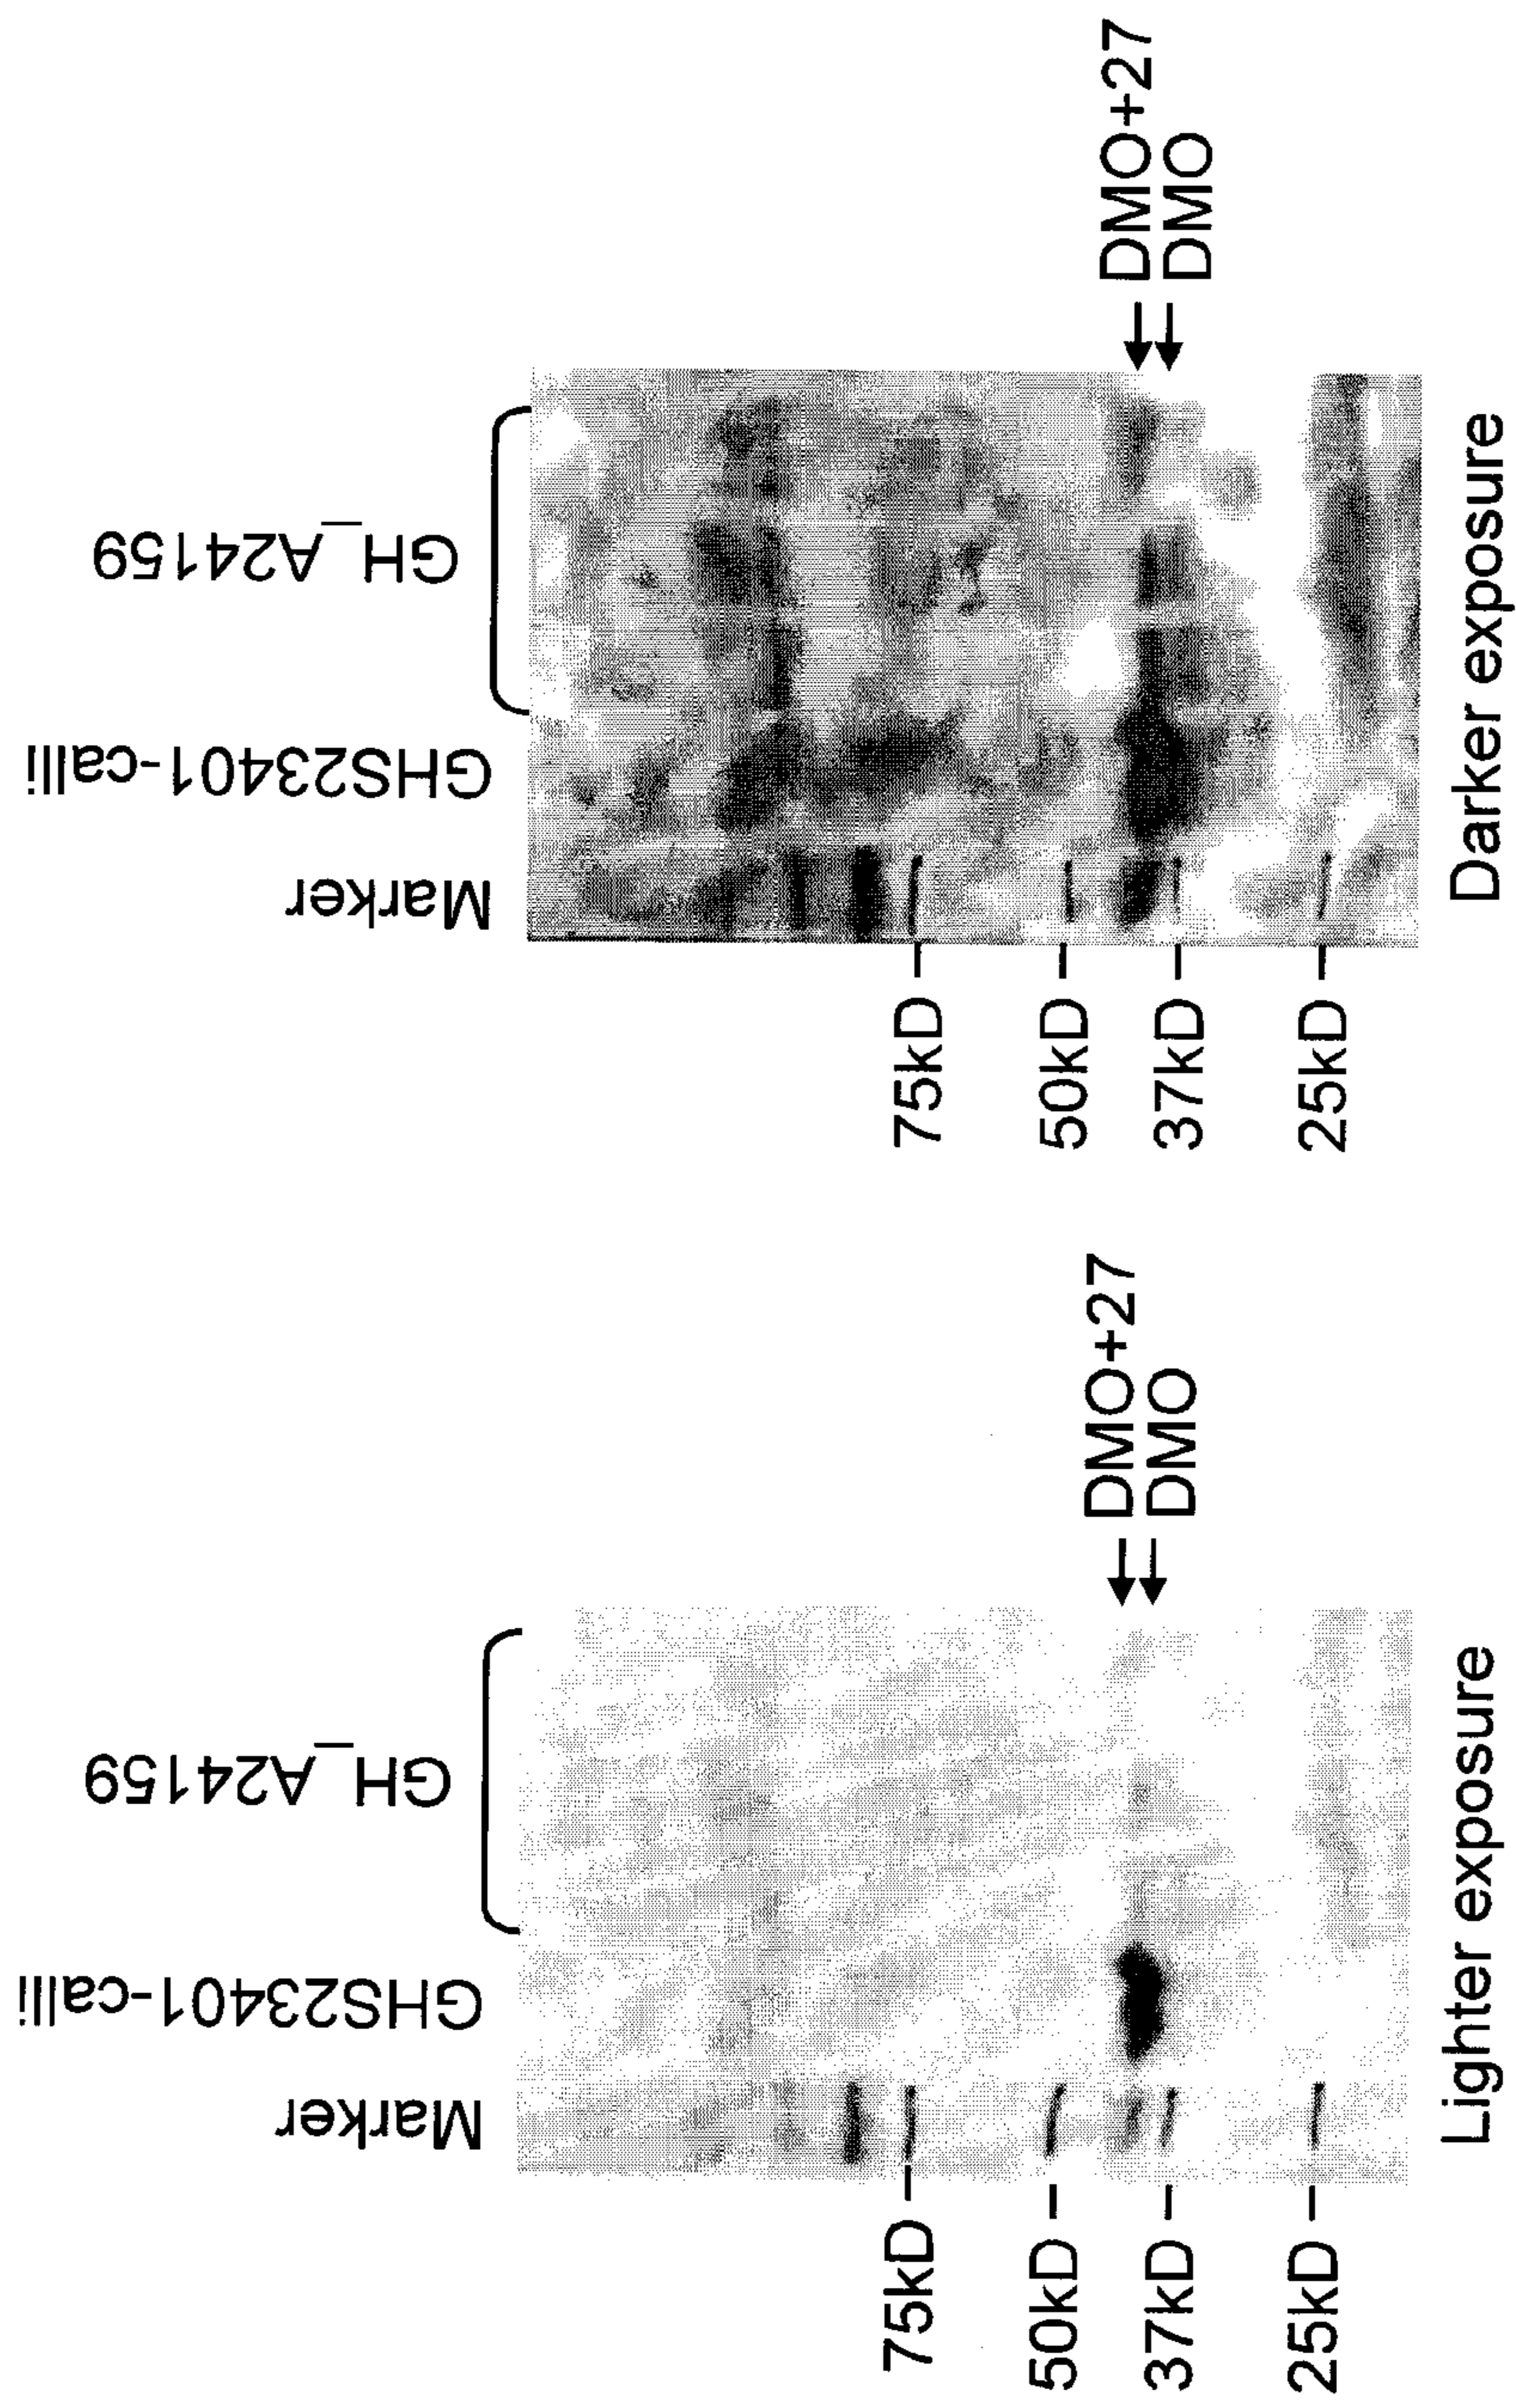 Marker
GHS23401-calli
GH_A24159
75kD
50kD
37kD
25kD
DMO+27
DMO
Lighter exposure
Marker
GHS23401-calli
GH_A24159
75kD
50kD
37kD
25kD
DMO+27
DMO
Darker exposure